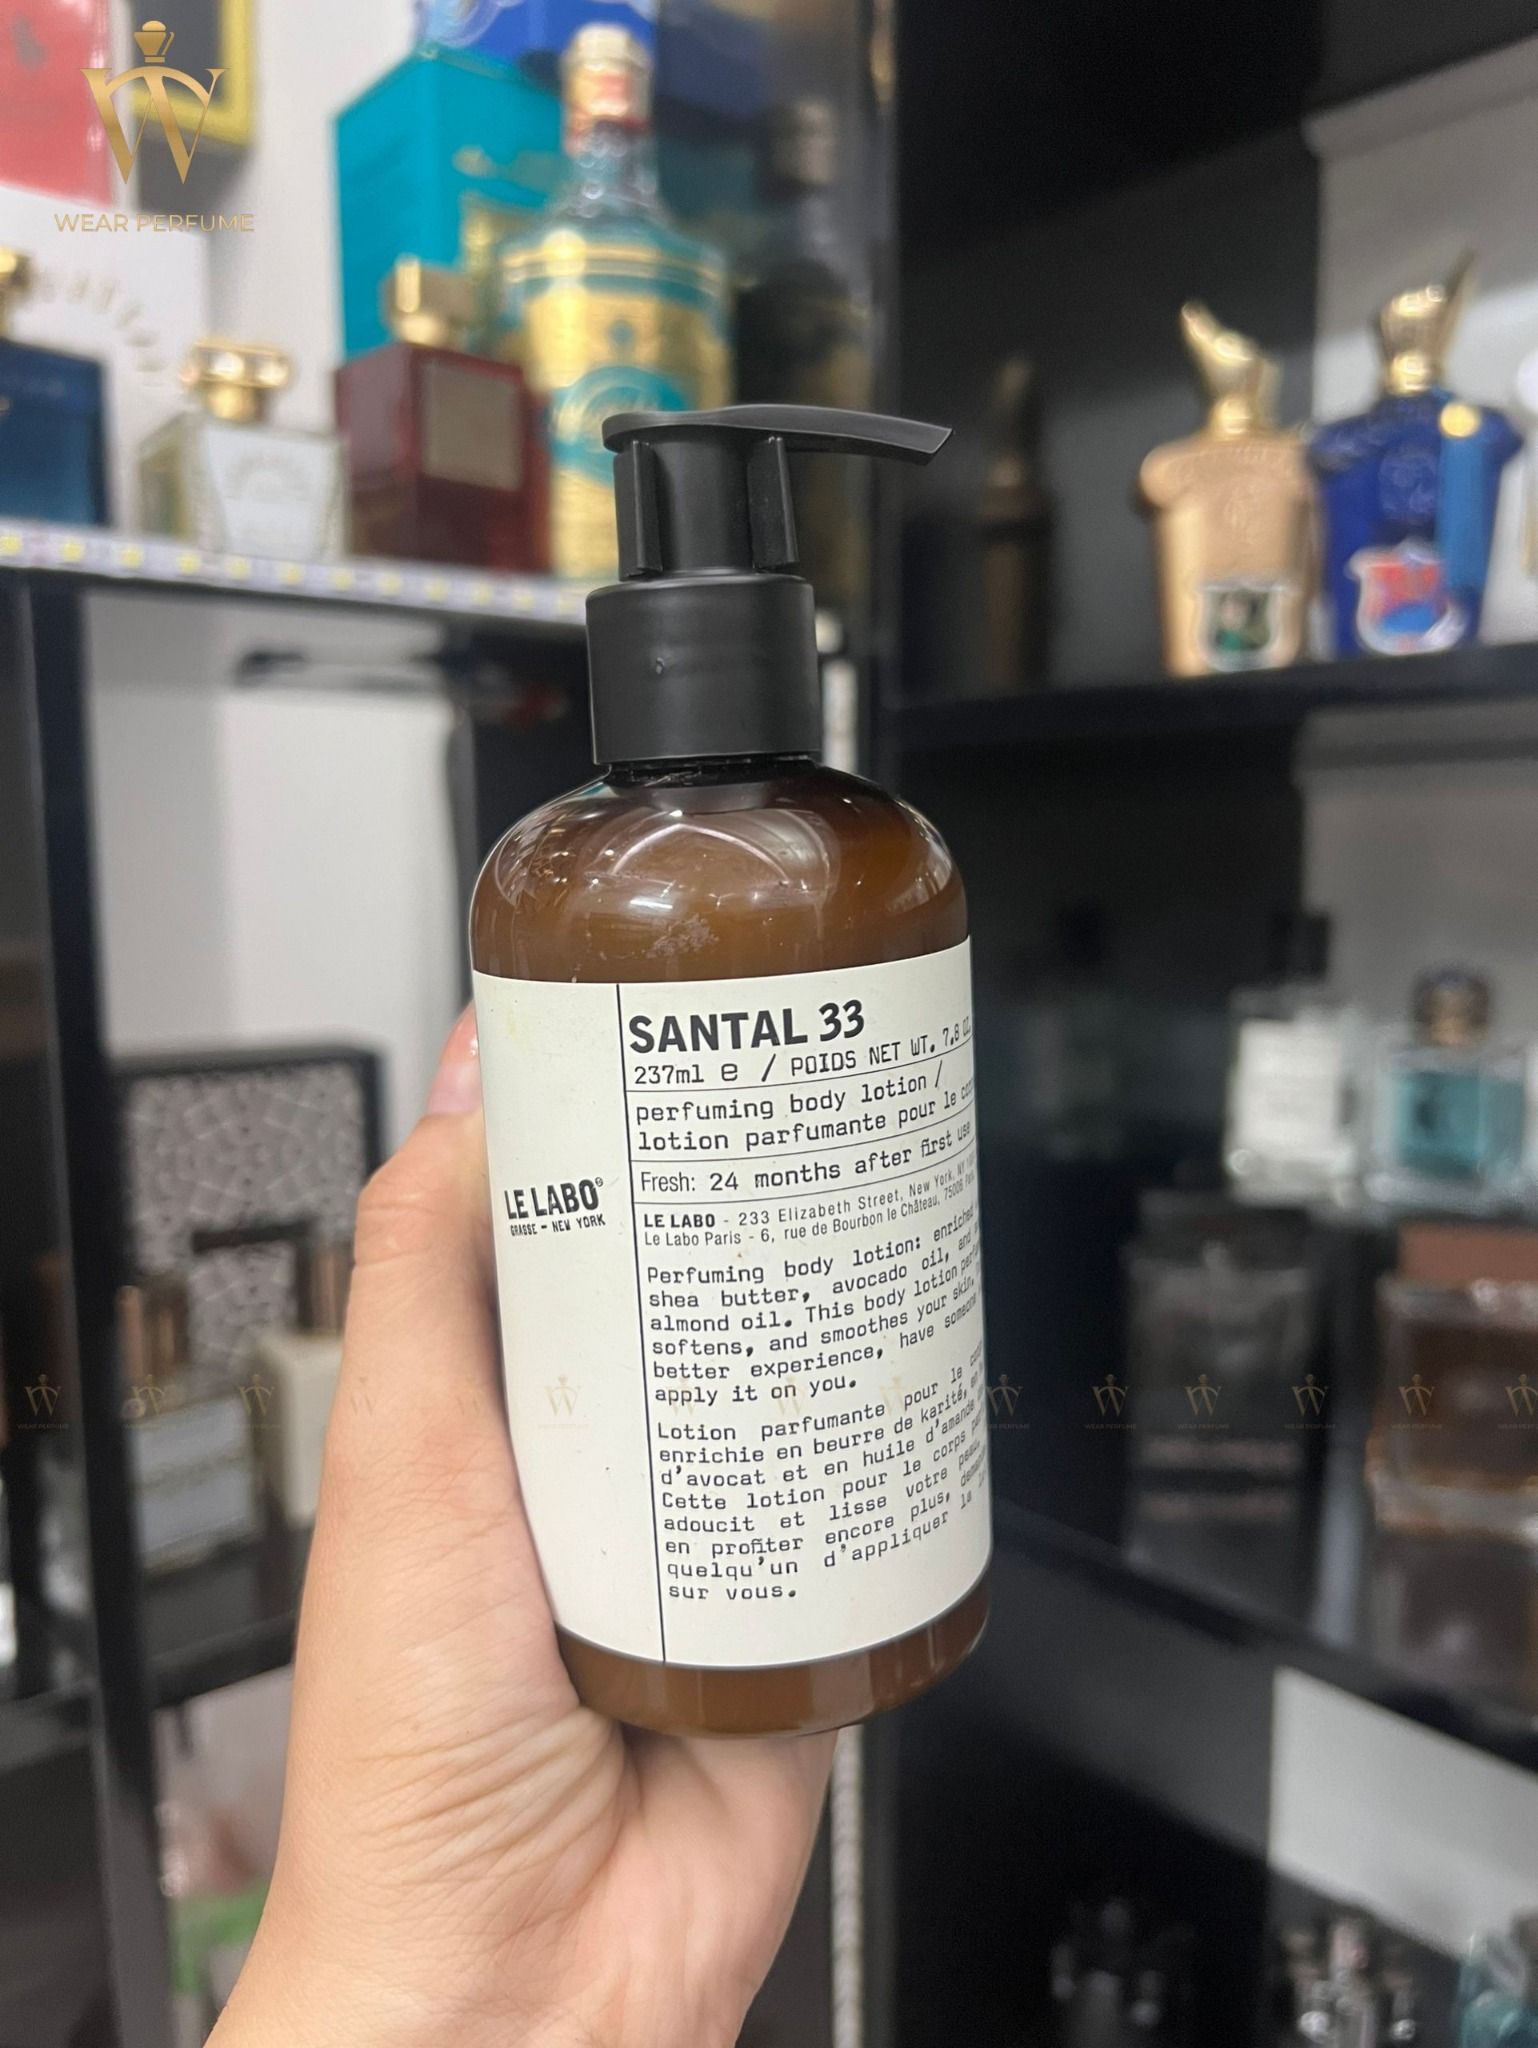 WEAR PERFUME
SANTAL 33
237ml e / POIDS NET WT. 7.8 OZ.
perfuming body lotion /
lotion parfumante pour le
Fresh: 24 months after first use
LE LABO®
GRASSE - NEW YORK
LE LABO - 233 Elizabeth Street, New York, NY
Le Labo Paris - 6, rue de Bourbon le Château, 75006
Perfuming body lotion: enriched
shea butter, avocado oil, and
almond oil. This body lotion
softens, and smoothes your skin.
better experience, have someone
apply it on you.
Lotion parfumante pour le
enrichie en beurre de karité,
d'avocat et en huile d'amande
Cette lotion pour le corps
adoucit et lisse votre peau
en profiter encore plus,
quelqu'un d'appliquer la
sur vous.